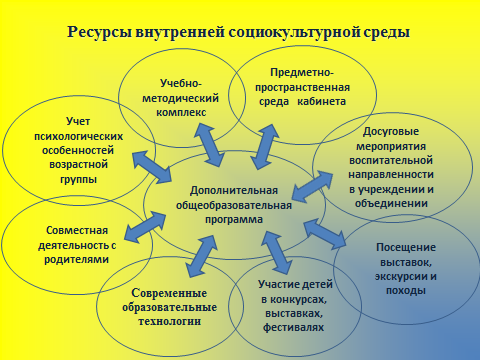 Ресурсы внутренней социокультурной среды
Учебно-
методический
комплекс
Предметно-
пространственная
среда кабинета
Учет
психологических
особенностей
возрастной
группы
Досуговые
мероприятия
воспитательной
направленности
в учреждении и
объединении
Дополнительная
общеобразовательная
программа
Совместная
деятельность с
родителями
Посещение
выставок,
экскурсии и
походы
Современные
образовательные
технологии
Участие детей
в конкурсах,
выставках,
фестивалях